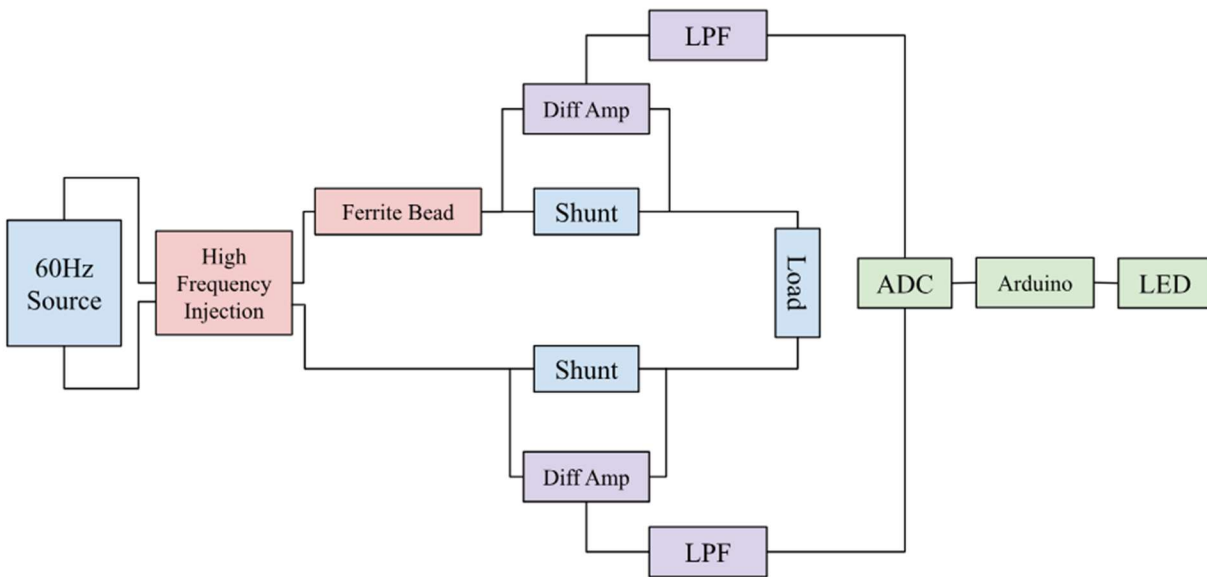 LPF
Diff Amp
Ferrite Bead
Shunt
60Hz
Source
High
Frequency
Injection
Load
ADC
Arduino
LED
Shunt
Diff Amp
LPF